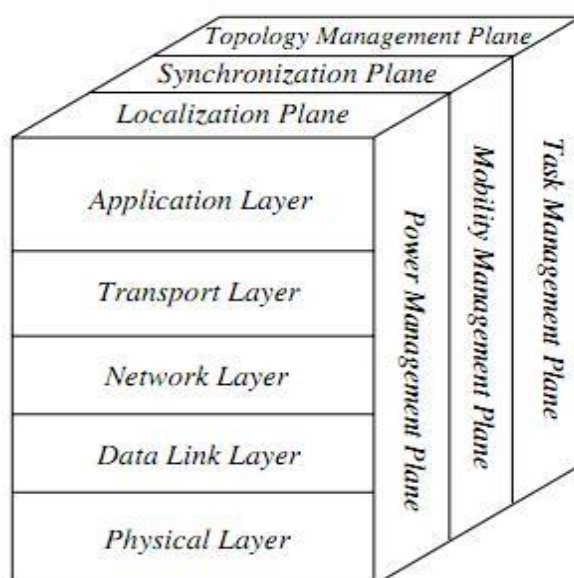 Topology Management Plane
Synchronization Plane
Localization Plane
Application Layer
Transport Layer
Network Layer
Data Link Layer
Physical Layer
Power Management Plane
Mobility Management Plane
Task Management Plane